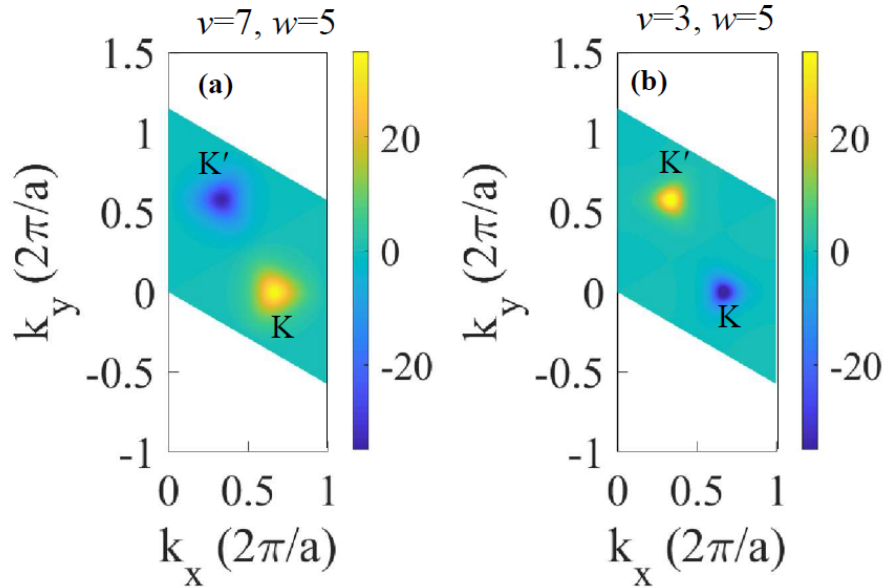 v=7, w=5
(a)
K′
K
1.5
1
0.5
0
-0.5
-1
0 0.5 1
k_y (2π/a)
k_x (2π/a)
20
0
-20
v=3, w=5
(b)
K′
K
1.5
1
0.5
0
-0.5
-1
0 0.5 1
k_y (2π/a)
k_x (2π/a)
20
0
-20